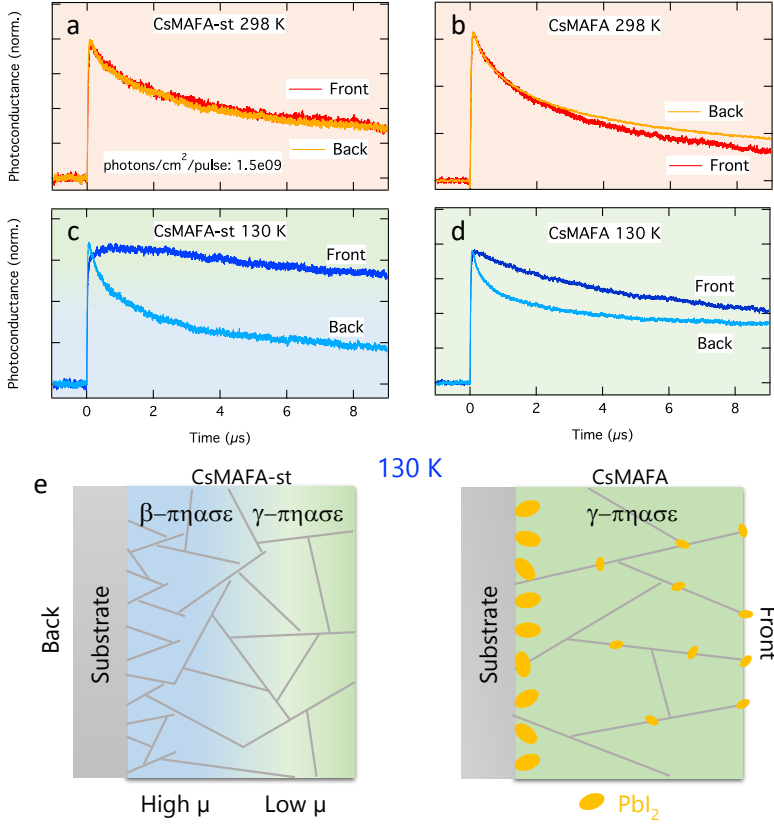 a
CsMAFA-st 298 K
Front
Back
photons/cm²/pulse: 1.5e09
Photoconductance (norm.)
b
CsMAFA 298 K
Back
Front
c
CsMAFA-st 130 K
Front
Back
Photoconductance (norm.)
0 2 4 6 8
Time (µs)
d
CsMAFA 130 K
Front
Back
0 2 4 6 8
Time (µs)
e
130 K
CsMAFA-st
β–πηασε γ–πηασε
Back
Substrate
High µ Low µ
CsMAFA
γ–πηασε
Substrate
Front
PbI₂